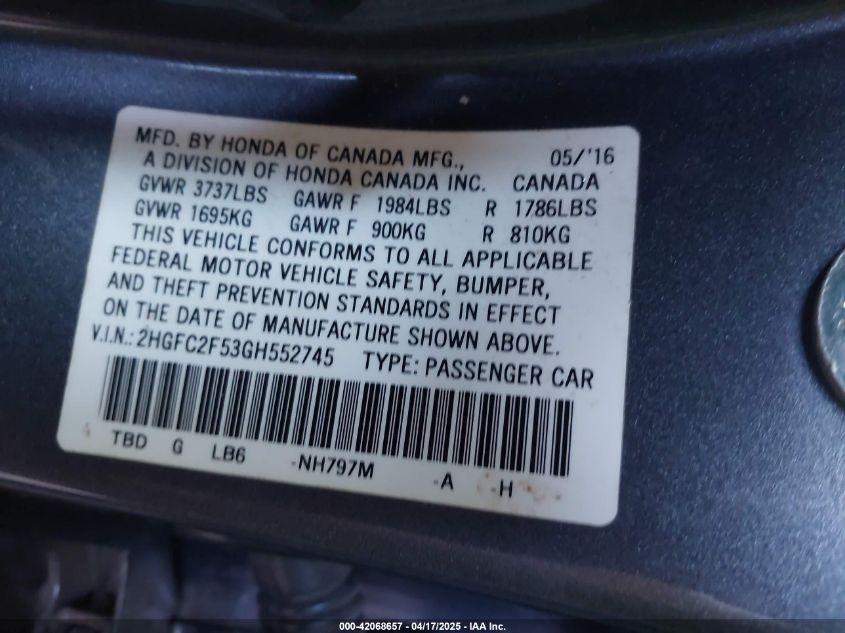 MFD. BY HONDA OF CANADA MFG., 05/'16
A DIVISION OF HONDA CANADA INC. CANADA
GVWR 3737LBS GAWR F 1984LBS R 1786LBS
GVWR 1695KG GAWR F 900KG R 810KG
THIS VEHICLE CONFORMS TO ALL APPLICABLE
FEDERAL MOTOR VEHICLE SAFETY, BUMPER,
AND THEFT PREVENTION STANDARDS IN EFFECT
ON THE DATE OF MANUFACTURE SHOWN ABOVE.
V.I.N.: 2HGFC2F53GH552745 TYPE: PASSENGER CAR
TBD G LB6 -NH797M -A -H
000-42068657 - 04/17/2025 - IAA Inc.